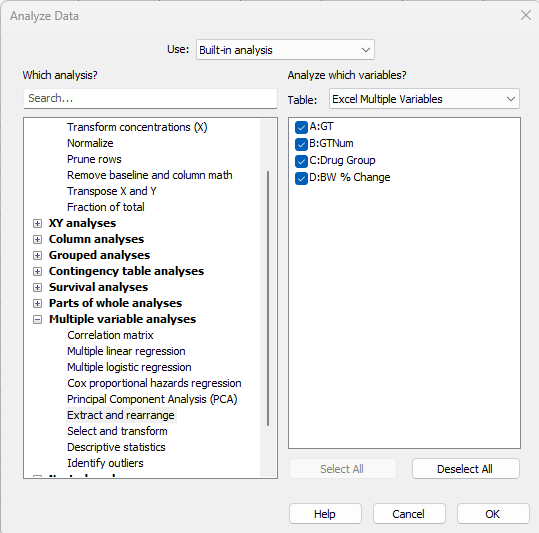 Analyze Data
Use: Built-in analysis
Which analysis?
Search...
Transform concentrations (X)
Normalize
Prune rows
Remove baseline and column math
Transpose X and Y
Fraction of total
XY analyses
Column analyses
Grouped analyses
Contingency table analyses
Survival analyses
Parts of whole analyses
Multiple variable analyses
Correlation matrix
Multiple linear regression
Multiple logistic regression
Cox proportional hazards regression
Principal Component Analysis (PCA)
Extract and rearrange
Select and transform
Descriptive statistics
Identify outliers
Analyze which variables?
Table: Excel Multiple Variables
A:GT
B:GTNum
C:Drug Group
D:BW % Change
Select All Deselect All
Help Cancel OK